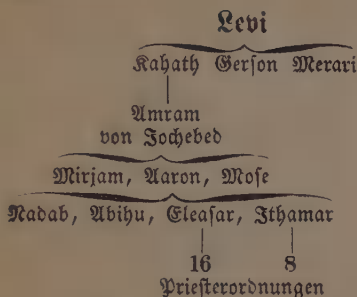 Levi
Kahath Gerson Merari
Amram
von Jochebed
Mirjam, Aaron, Mose
Nadab, Abihu, Eleasar, Ithamar
16 8
Priesterordnungen